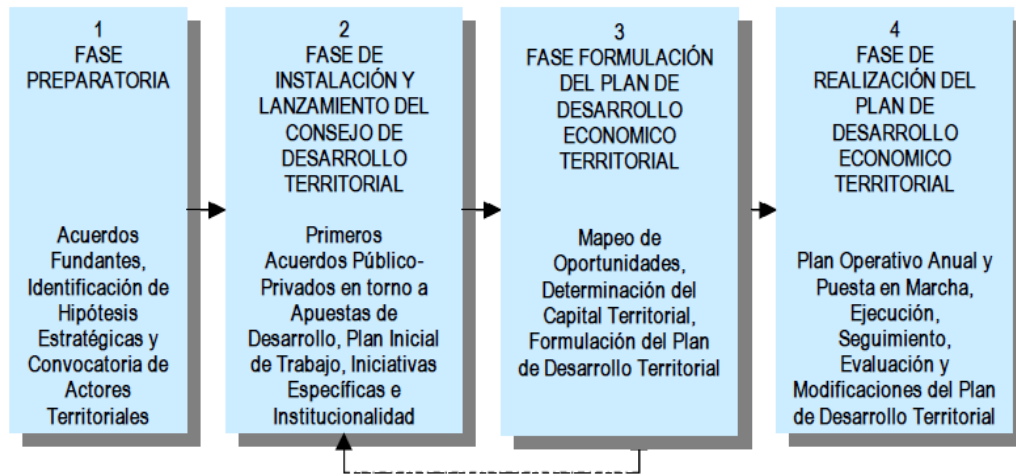 1
FASE
PREPARATORIA
Acuerdos
Fundantes,
Identificación de
Hipótesis
Estratégicas y
Convocatoria de
Actores
Territoriales
2
FASE DE
INSTALACIÓN Y
LANZAMIENTO DEL
CONSEJO DE
DESARROLLO
TERRITORIAL
Primeros
Acuerdos Público-
Privados en torno a
Apuestas de
Desarrollo, Plan Inicial
de Trabajo, Iniciativas
Específicas e
Institucionalidad
3
FASE FORMULACIÓN
DEL PLAN DE
DESARROLLO
ECONOMICO
TERRITORIAL
Mapeo de
Oportunidades,
Determinación del
Capital Territorial,
Formulación del Plan
de Desarrollo Territorial
4
FASE DE
REALIZACIÓN DEL
PLAN DE
DESARROLLO
ECONOMICO
TERRITORIAL
Plan Operativo Anual y
Puesta en Marcha,
Ejecución,
Seguimiento,
Evaluación y
Modificaciones del Plan
de Desarrollo Territorial